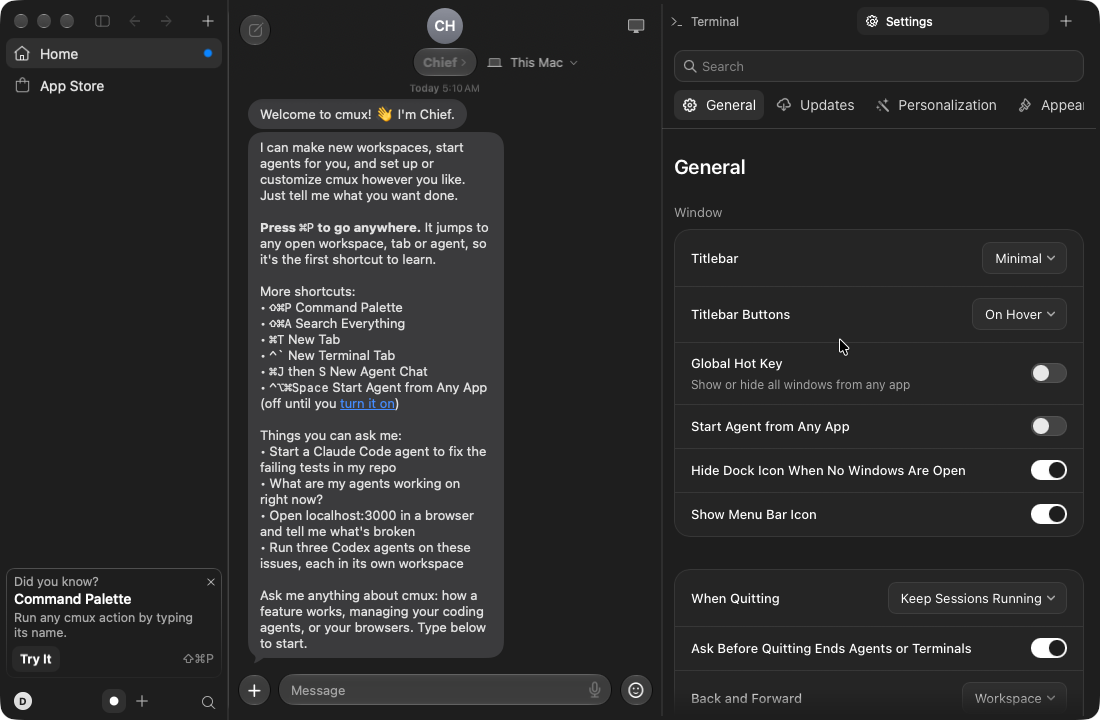 Home
App Store
Did you know?
Command Palette
Run any cmux action by typing
its name.
Try It
⇧⌘P
D
CH
Chief
This Mac
Today 5:10 AM
Welcome to cmux! 👋 I'm Chief.
I can make new workspaces, start
agents for you, and set up or
customize cmux however you like.
Just tell me what you want done.
Press ⌘P to go anywhere. It jumps to
any open workspace, tab or agent, so
it's the first shortcut to learn.
More shortcuts:
• ⇧⌘P Command Palette
• ⇧⌘A Search Everything
• ⌘T New Tab
• ^` New Terminal Tab
• ⌘J then S New Agent Chat
• ^⌥⌘Space Start Agent from Any App
(off until you turn it on)
Things you can ask me:
• Start a Claude Code agent to fix the
failing tests in my repo
• What are my agents working on
right now?
• Open localhost:3000 in a browser
and tell me what's broken
• Run three Codex agents on these
issues, each in its own workspace
Ask me anything about cmux: how a
feature works, managing your coding
agents, or your browsers. Type below
to start.
Message
Terminal
Settings
Search
General
Updates
Personalization
Appear
General
Window
Titlebar
Minimal
Titlebar Buttons
On Hover
Global Hot Key
Show or hide all windows from any app
Start Agent from Any App
Hide Dock Icon When No Windows Are Open
Show Menu Bar Icon
When Quitting
Keep Sessions Running
Ask Before Quitting Ends Agents or Terminals
Back and Forward
Workspace